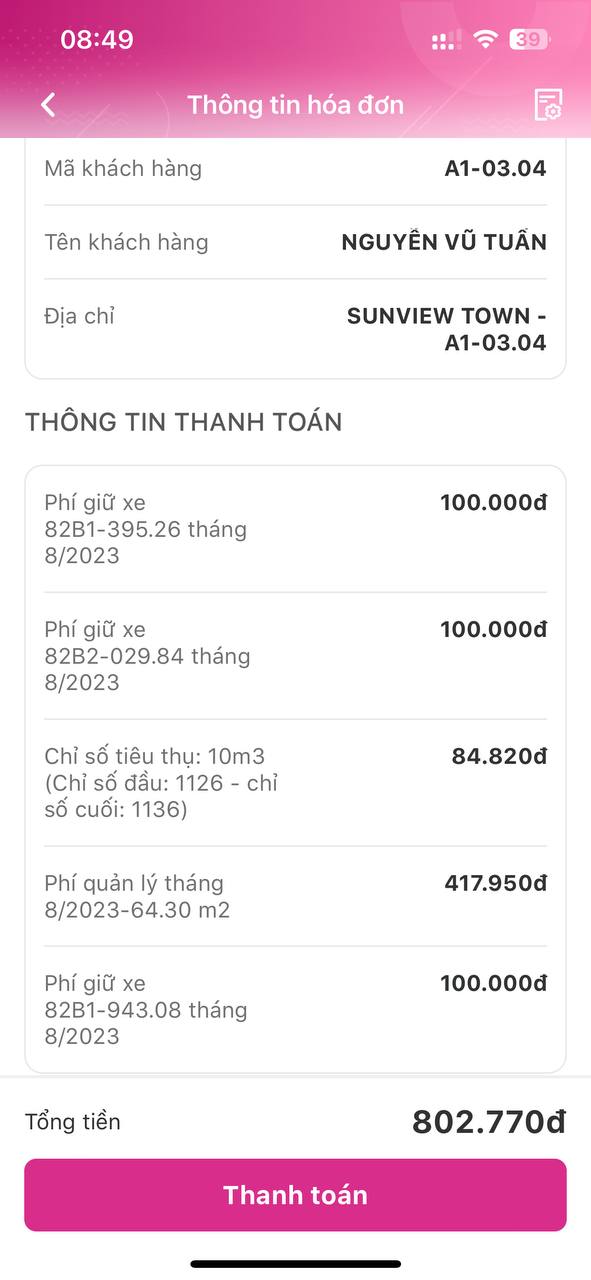 08:49
39
Thông tin hóa đơn
Mã khách hàng
A1-03.04
Tên khách hàng
NGUYỄN VŨ TUẤN
Địa chỉ
SUNVIEW TOWN -
A1-03.04
THÔNG TIN THANH TOÁN
Phí giữ xe
82B1-395.26 tháng
8/2023
100.000đ
Phí giữ xe
82B2-029.84 tháng
8/2023
100.000đ
Chỉ số tiêu thụ: 10m3
(Chỉ số đầu: 1126 - chỉ
số cuối: 1136)
84.820đ
Phí quản lý tháng
8/2023-64.30 m2
417.950đ
Phí giữ xe
82B1-943.08 tháng
8/2023
100.000đ
Tổng tiền
802.770đ
Thanh toán